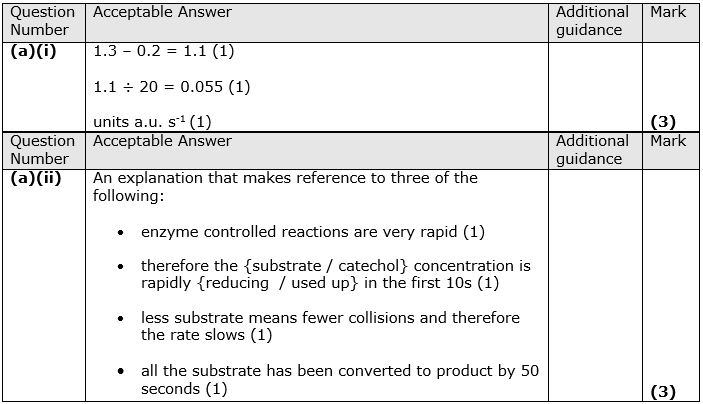 Question Number
Acceptable Answer
Additional guidance
Mark
(a)(i)
1.3 – 0.2 = 1.1 (1)
1.1 ÷ 20 = 0.055 (1)
units a.u. s-1 (1)
(3)
Question Number
Acceptable Answer
Additional guidance
Mark
(a)(ii)
An explanation that makes reference to three of the
following:
• enzyme controlled reactions are very rapid (1)
• therefore the {substrate / catechol} concentration is
rapidly {reducing / used up} in the first 10s (1)
• less substrate means fewer collisions and therefore
the rate slows (1)
• all the substrate has been converted to product by 50
seconds (1)
(3)